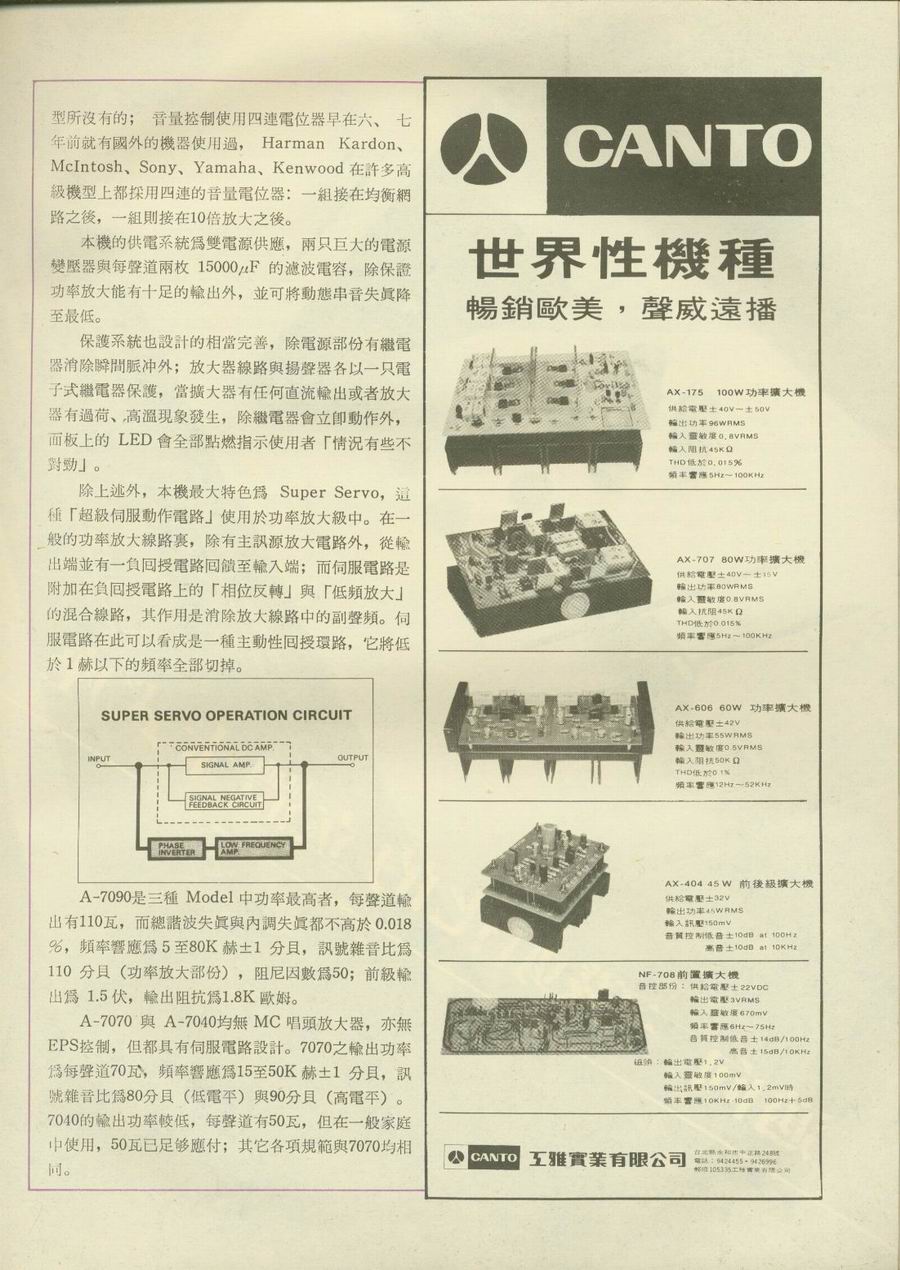 型所沒有的； 音量控制使用四連電位器早在六、 七
年前就有國外的機器使用過， Harman Kardon、
McIntosh、Sony、Yamaha、Kenwood 在許多高
級機型上都採用四連的音量電位器：一組接在均衡網
路之後，一組則接在10倍放大之後。
本機的供電系統爲雙電源供應，兩只巨大的電源
變壓器與每聲道兩枚 15000μF 的濾波電容，除保證
功率放大能有十足的輸出外，並可將動態串音失眞降
至最低。
保護系統也設計的相當完善，除電源部份有繼電
器消除瞬間脈冲外；放大器線路與揚聲器各以一只電
子式繼電器保護，當擴大器有任何直流輸出或者放大
器有過荷、高溫現象發生，除繼電器會立卽動作外，
面板上的 LED 會全部點燃指示使用者「情況有些不
對勁」。
除上述外，本機最大特色爲 Super Servo，這
種「超級伺服動作電路」使用於功率放大級中。在一
般的功率放大線路裏，除有主訊源放大電路外，從輸
出端並有一負回授電路回饋至輸入端；而伺服電路是
附加在負回授電路上的「相位反轉」與「低頻放大」
的混合線路，其作用是消除放大線路中的副聲頻。伺
服電路在此可以看成是一種主動性回授環路，它將低
於 1 赫以下的頻率全部切掉。
SUPER SERVO OPERATION CIRCUIT
CONVENTIONAL DC AMP.
INPUT
SIGNAL AMP.
OUTPUT
SIGNAL NEGATIVE
FEEDBACK CIRCUIT
PHASE
INVERTER
LOW FREQUENCY
AMP.
A-7090是三種 Model 中功率最高者，每聲道輸
出有110瓦，而總諧波失眞與內調失眞都不高於 0.018
%，頻率響應爲 5 至80K 赫±1 分貝，訊號雜音比爲
110 分貝（功率放大部份），阻尼因數爲50；前級輸
出爲 1.5 伏，輸出阻抗爲1.8K 歐姆。
A-7070 與 A-7040均無 MC 唱頭放大器，亦無
EPS控制，但都具有伺服電路設計。7070之輸出功率
爲每聲道70瓦，頻率響應爲15至50K 赫±1 分貝，訊
號雜音比爲80分貝（低電平）與90分貝（高電平）。
7040的輸出功率較低，每聲道有50瓦，但在一般家庭
中使用，50瓦已足够應付；其它各項規範與7070均相
同。
CANTO
世界性機種
暢銷歐美，聲威遠播
AX-175 100W功率擴大機
供給電壓±40V～±50V
輸出功率96WRMS
輸入靈敏度0.8VRMS
輸入阻抗45KΩ
THD低於0.015%
頻率響應5Hz～100KHz
AX-707 80W功率擴大機
供給電壓±40V～±15V
輸出功率80WRMS
輸入靈敏度0.8VRMS
輸入抗阻45KΩ
THD低於0.015%
頻率響應5Hz～100KHz
AX-606 60W 功率擴大機
供給電壓±42V
輸出功率55WRMS
輸入靈敏度0.5VRMS
輸入阻抗50KΩ
THD低於0.1%
頻率響應12Hz～52KHz
AX-404 45W 前後級擴大機
供給電壓±32V
輸出功率45WRMS
輸入訊壓150mV
音質控制低音±10dB at 100Hz
高音±10dB at 10KHz
NF-708前置擴大機
音控部份：供給電壓±22VDC
輸出電壓3VRMS
輸入靈敏度670mV
頻率響應6Hz～75Hz
音質控制低音±14dB/100Hz
高音±15dB/10KHz
磁頭：輸出電壓1.2V
輸入靈敏度100mV
輸出訊壓150mV/輸入1.2mV時
頻率響應10KHz-10dB 100Hz+5dB
CANTO 互雅實業有限公司
台北縣永和市中正路248號
電話：9424455・9426996
郵政105335互雅實業有限公司